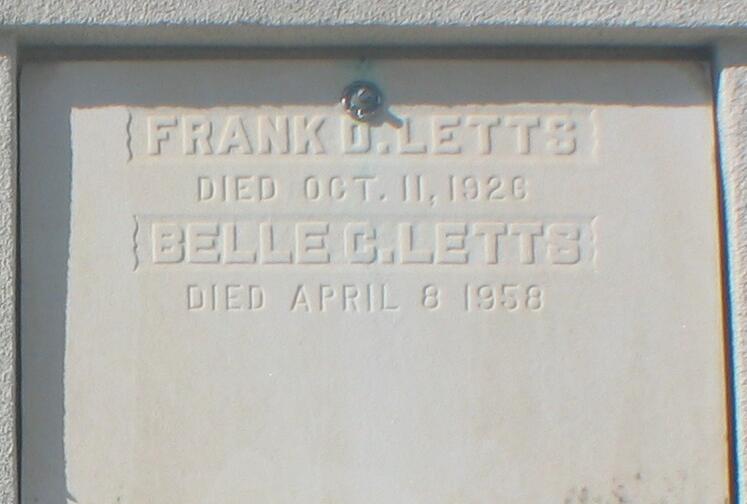 FRANK D. LETTS
DIED OCT. 11, 1926
BELLE C. LETTS
DIED APRIL 8 1958